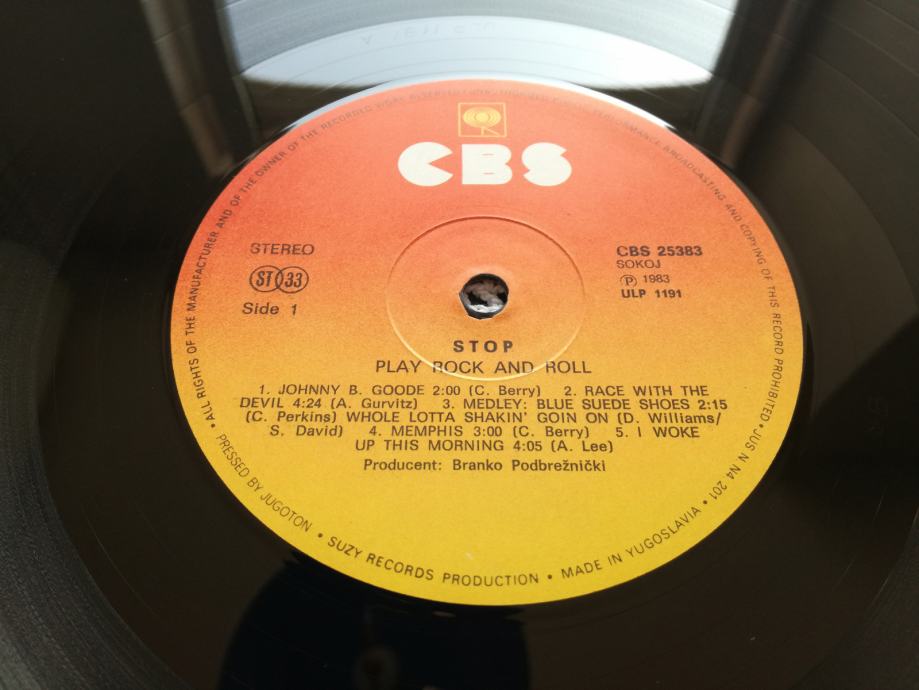 CBS
STEREO
ST 33
Side 1
CBS 25383
SOKOJ
℗ 1983
ULP 1191
STOP
PLAY ROCK AND ROLL
1. JOHNNY B. GOODE 2:00 (C. Berry) 2. RACE WITH THE
DEVIL 4:24 (A. Gurvitz) 3. MEDLEY: BLUE SUEDE SHOES 2:15
(C. Perkins) WHOLE LOTTA SHAKIN' GOIN ON (D. Williams/
S. David) 4. MEMPHIS 3:00 (C. Berry) 5. I WOKE
UP THIS MORNING 4:05 (A. Lee)
Producent: Branko Podbrežnički
• ALL RIGHTS OF THE MANUFACTURER AND OF THE OWNER OF THE RECORDED WORK RESERVED PERFORMANCE BROADCASTING AND COPYING OF THIS RECORD PROHIBITED • JUS N N4 201
• PRESSED BY JUGOTON • SUZY RECORDS PRODUCTION • MADE IN YUGOSLAVIA •